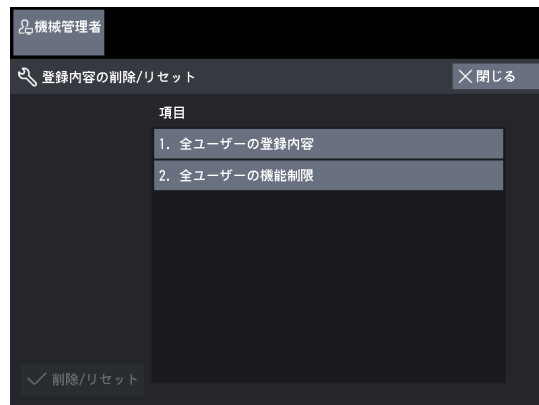 機械管理者
登録内容の削除/リセット
閉じる
項目
1. 全ユーザーの登録内容
2. 全ユーザーの機能制限
削除/リセット